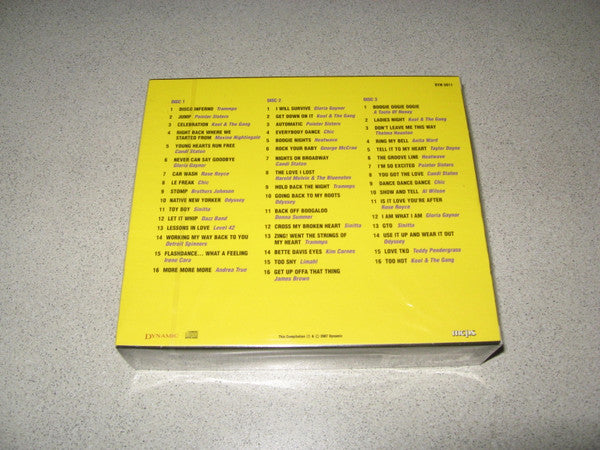 DYN 5011
DISC 1
1 DISCO INFERNO Trammps
2 JUMP Pointer Sisters
3 CELEBRATION Kool & The Gang
4 RIGHT BACK WHERE WE
STARTED FROM Maxine Nightingale
5 YOUNG HEARTS RUN FREE
Candi Staton
6 NEVER CAN SAY GOODBYE
Gloria Gaynor
7 CAR WASH Rose Royce
8 LE FREAK Chic
9 STOMP Brothers Johnson
10 NATIVE NEW YORKER Odyssey
11 TOY BOY Sinitta
12 LET IT WHIP Dazz Band
13 LESSONS IN LOVE Level 42
14 WORKING MY WAY BACK TO YOU
Detroit Spinners
15 FLASHDANCE... WHAT A FEELING
Irene Cara
16 MORE MORE MORE Andrea True
DISC 2
1 I WILL SURVIVE Gloria Gaynor
2 GET DOWN ON IT Kool & The Gang
3 AUTOMATIC Pointer Sisters
4 EVERYBODY DANCE Chic
5 BOOGIE NIGHTS Heatwave
6 ROCK YOUR BABY George McCrae
7 NIGHTS ON BROADWAY
Candi Staton
8 THE LOVE I LOST
Harold Melvin & The Bluenotes
9 HOLD BACK THE NIGHT Trammps
10 GOING BACK TO MY ROOTS
Odyssey
11 BACK OFF BOOGALOO
Donna Summer
12 CROSS MY BROKEN HEART Sinitta
13 ZING! WENT THE STRINGS OF
MY HEART Trammps
14 BETTE DAVIS EYES Kim Carnes
15 TOO SHY Limahl
16 GET UP OFFA THAT THING
James Brown
DISC 3
1 BOOGIE OOGIE OOGIE
A Taste Of Honey
2 LADIES NIGHT Kool & The Gang
3 DON'T LEAVE ME THIS WAY
Thelma Houston
4 RING MY BELL Anita Ward
5 TELL IT TO MY HEART Taylor Dayne
6 THE GROOVE LINE Heatwave
7 I'M SO EXCITED Pointer Sisters
8 YOU GOT THE LOVE Candi Staton
9 DANCE DANCE DANCE Chic
10 SHOW AND TELL Al Wilson
11 IS IT LOVE YOU'RE AFTER
Rose Royce
12 I AM WHAT I AM Gloria Gaynor
13 GTO Sinitta
14 USE IT UP AND WEAR IT OUT
Odyssey
15 LOVE TKO Teddy Pendergrass
16 TOO HOT Kool & The Gang
DYNAMIC
This Compilation ℗ & © 2007 Dynamic